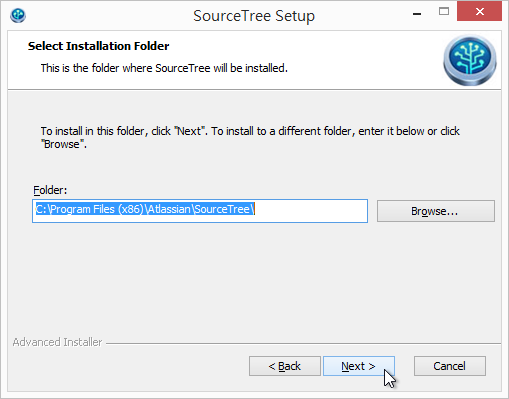 SourceTree Setup
Select Installation Folder
This is the folder where SourceTree will be installed.
To install in this folder, click "Next". To install to a different folder, enter it below or click
"Browse".
Folder:
C:\Program Files (x86)\Atlassian\SourceTree\
Browse...
Advanced Installer
< Back
Next >
Cancel